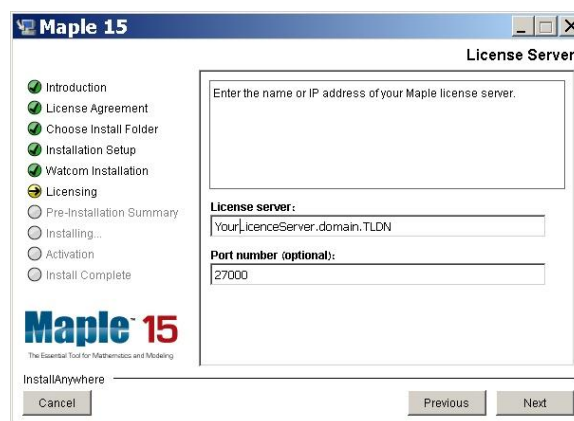 Maple 15
License Server
Introduction
License Agreement
Choose Install Folder
Installation Setup
Watcom Installation
Licensing
Pre-Installation Summary
Installing...
Activation
Install Complete
Maple™ 15
The Essential Tool for Mathematics and Modeling
Enter the name or IP address of your Maple license server.
License server:
YourLicenceServer.domain.TLDN
Port number (optional):
27000
InstallAnywhere
Cancel
Previous
Next